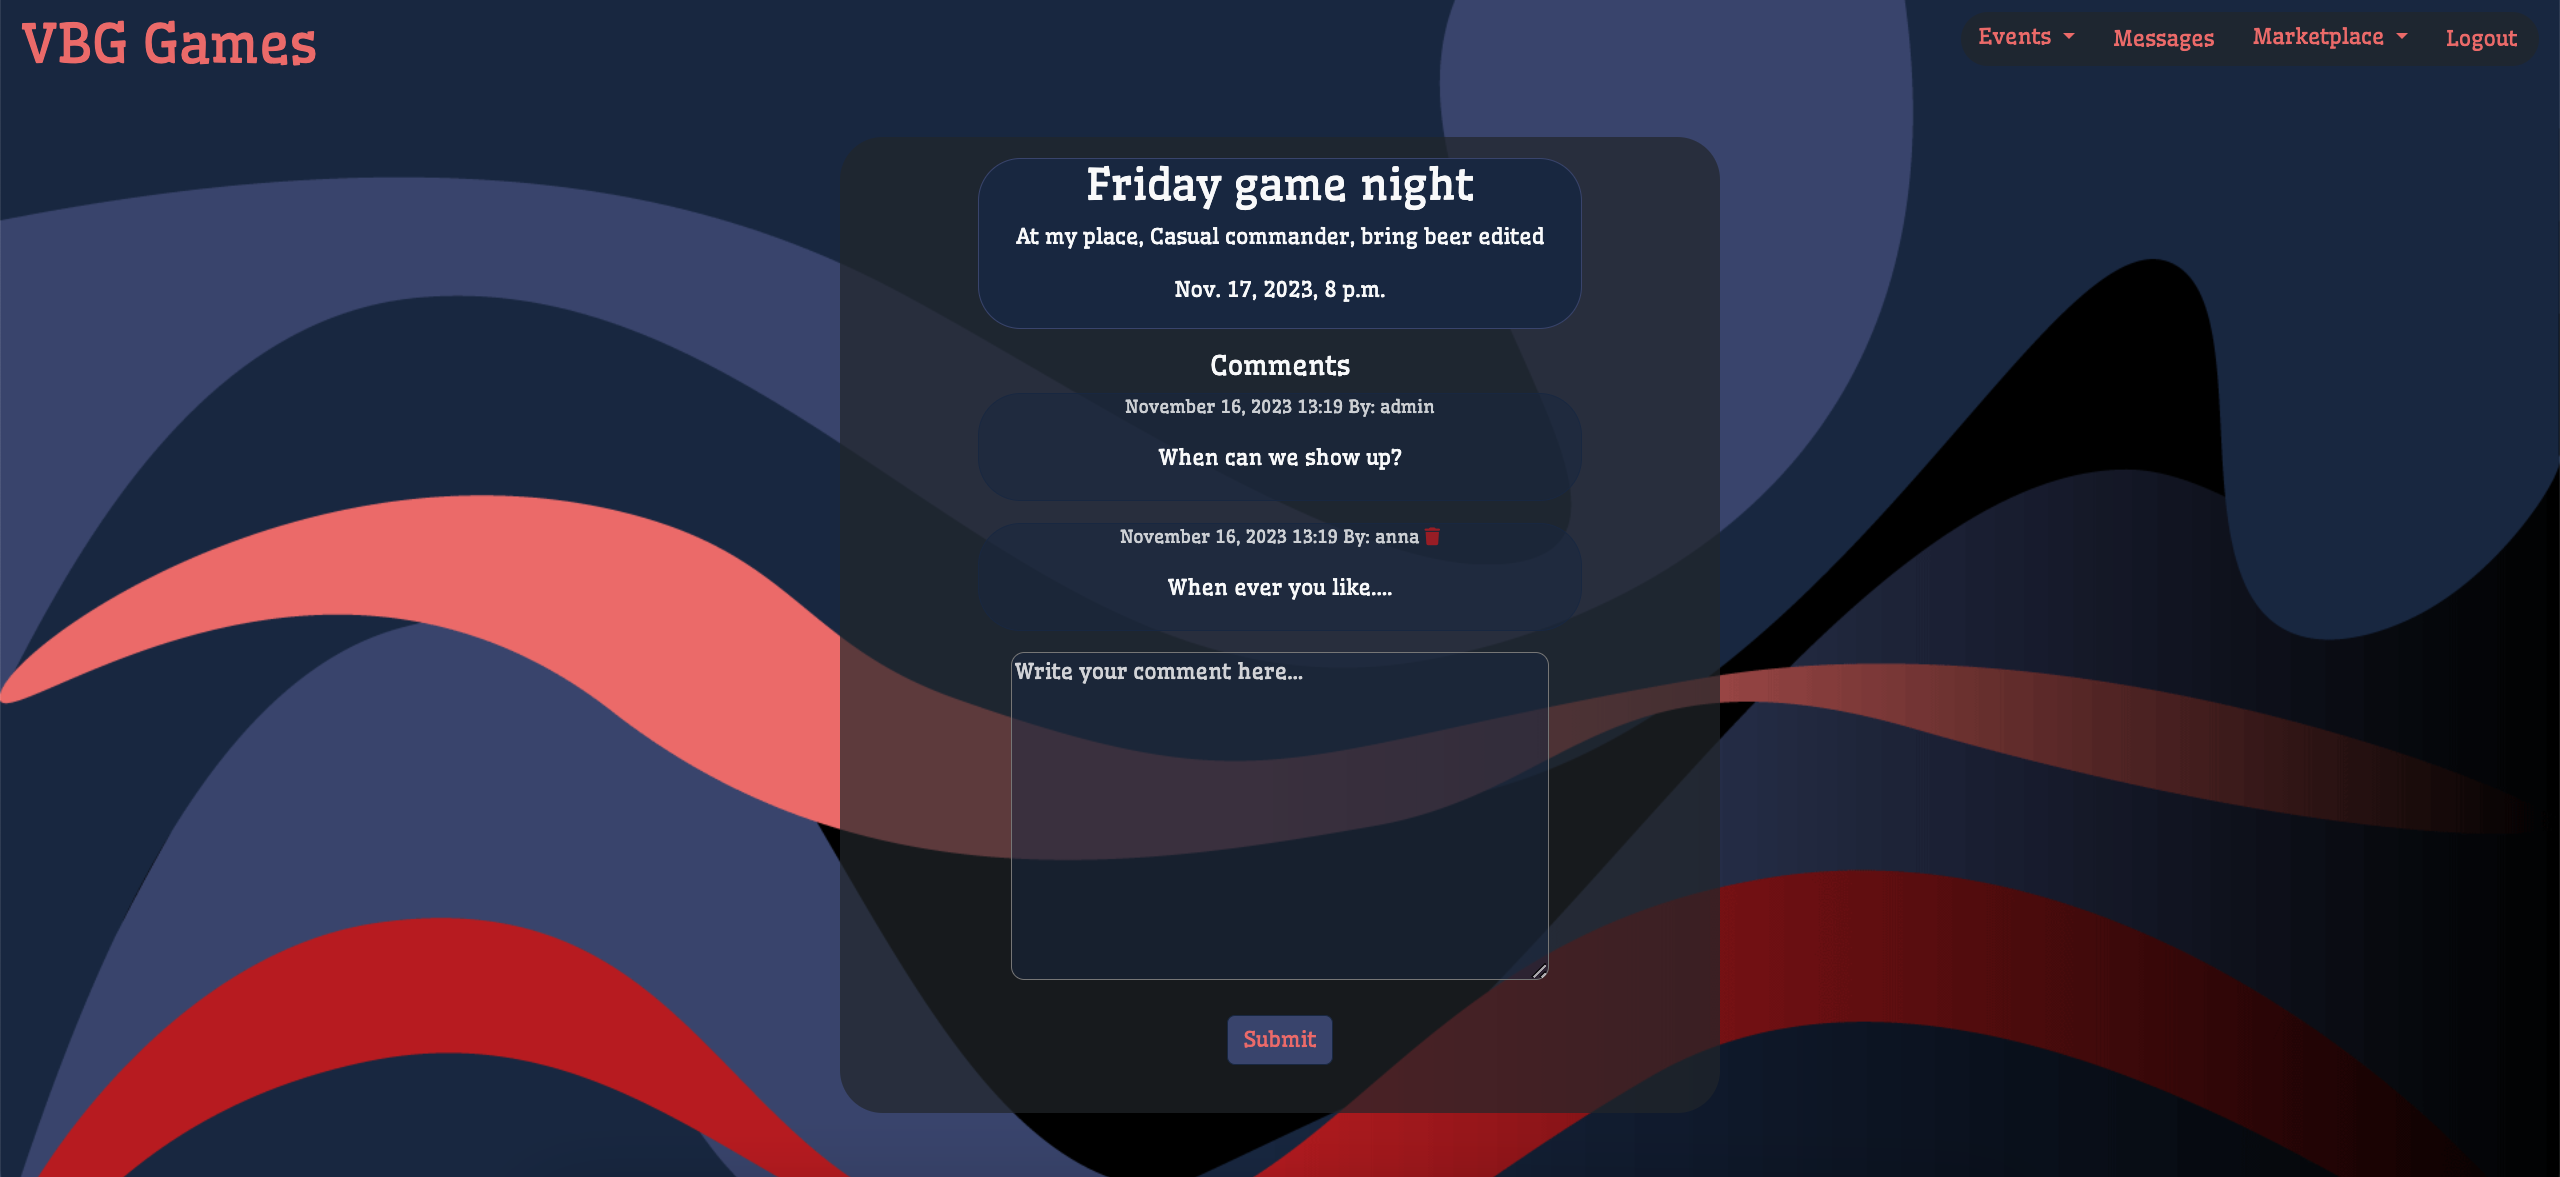 VBG Games
Events
Messages
Marketplace
Logout
Friday game night
At my place, Casual commander, bring beer edited
Nov. 17, 2023, 8 p.m.
Comments
November 16, 2023 13:19 By: admin
When can we show up?
November 16, 2023 13:19 By: anna
When ever you like....
Write your comment here...
Submit